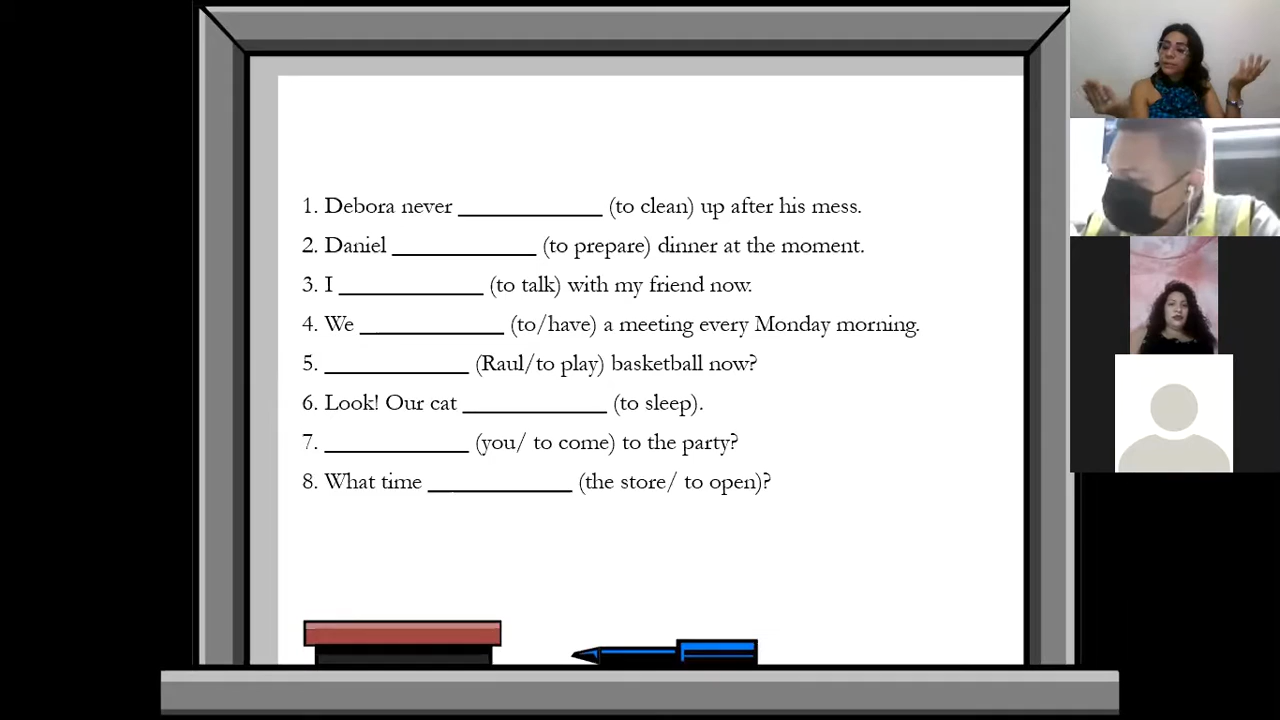 1. Debora never ____________ (to clean) up after his mess.
2. Daniel ____________ (to prepare) dinner at the moment.
3. I ____________ (to talk) with my friend now.
4. We ____________ (to/have) a meeting every Monday morning.
5. ____________ (Raul/to play) basketball now?
6. Look! Our cat ____________ (to sleep).
7. ____________ (you/ to come) to the party?
8. What time ____________ (the store/ to open)?